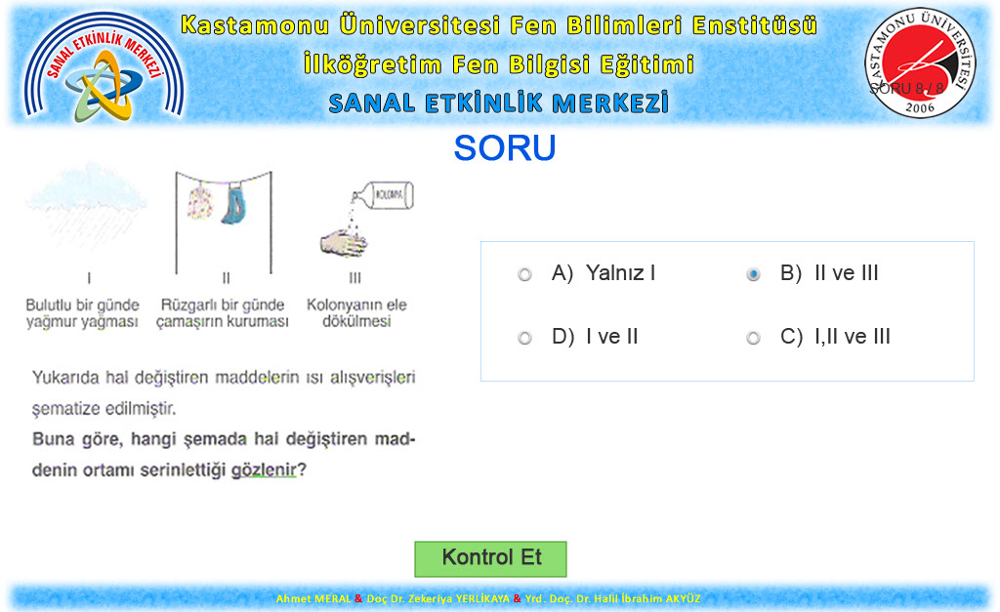 Kastamonu Üniversitesi Fen Bilimleri Enstitüsü
İlköğretim Fen Bilgisi Eğitimi
SANAL ETKİNLİK MERKEZİ
SANAL ETKİNLİK MERKEZİ
KASTAMONU ÜNİVERSİTESİ
2006
SORU 8 / 8
SORU
KOLONYA
I
II
III
Bulutlu bir günde
yağmur yağması
Rüzgarlı bir günde
çamaşırın kuruması
Kolonyanın ele
dökülmesi
Yukarıda hal değiştiren maddelerin ısı alışverişleri
şematize edilmiştir.
Buna göre, hangi şemada hal değiştiren mad-
denin ortamı serinlettiği gözlenir?
A) Yalnız I
B) II ve III
D) I ve II
C) I,II ve III
Kontrol Et
Ahmet MERAL & Doç Dr. Zekeriya YERLİKAYA & Yrd. Doç. Dr. Halil İbrahim AKYÜZ